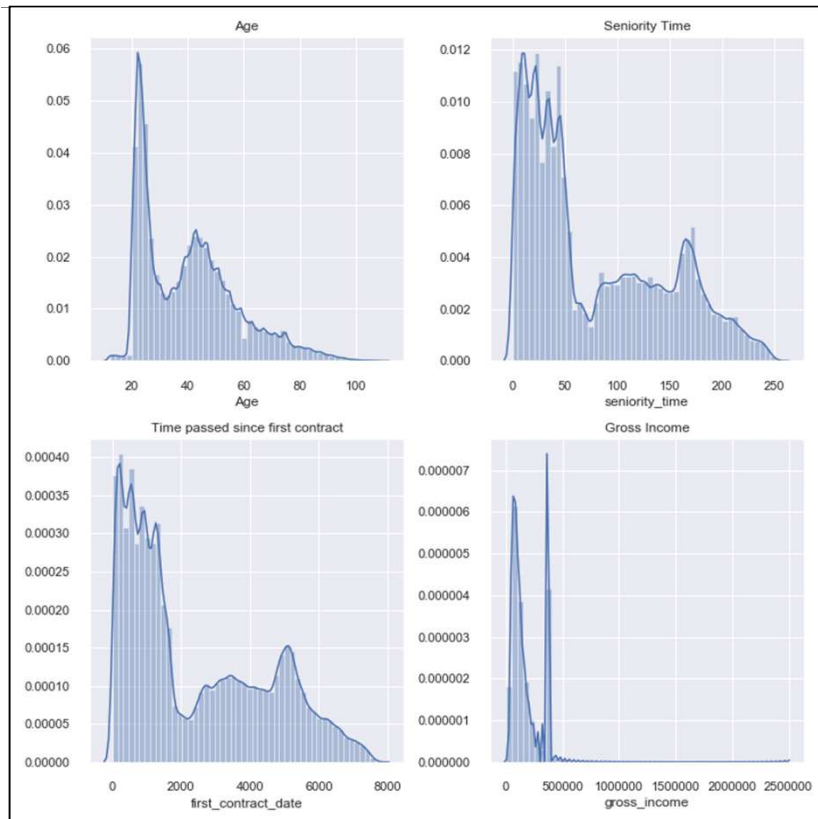 Age
0.06
0.05
0.04
0.03
0.02
0.01
0.00
20 40 60 80 100
Age
Seniority Time
0.012
0.010
0.008
0.006
0.004
0.002
0.000
0 50 100 150 200 250
seniority_time
Time passed since first contract
0.00040
0.00035
0.00030
0.00025
0.00020
0.00015
0.00010
0.00005
0.00000
0 2000 4000 6000 8000
first_contract_date
Gross Income
0.000007
0.000006
0.000005
0.000004
0.000003
0.000002
0.000001
0.000000
0 500000 1000000 1500000 2000000 2500000
gross_income